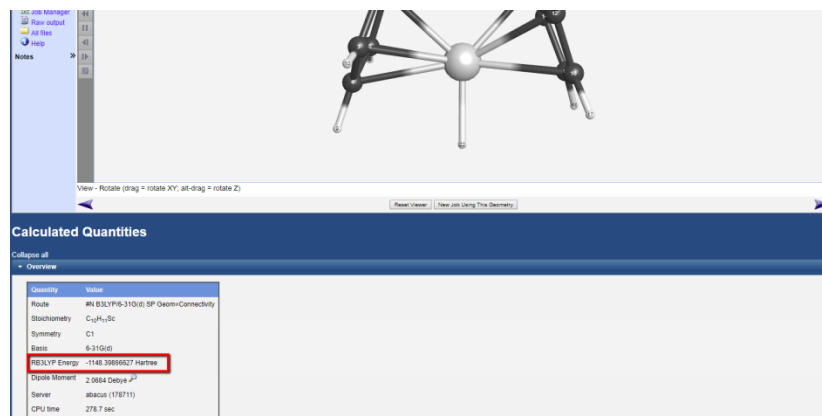 Job Manager
Raw output
All files
Help
Notes »
View - Rotate (drag = rotate XY; alt-drag = rotate Z)
Reset Viewer New Job Using This Geometry
Calculated Quantities
Collapse all
Overview
Quantity Value
Route #N B3LYP/6-31G(d) SP Geom=Connectivity
Stoichiometry C₁₀H₁₁Sc
Symmetry C1
Basis 6-31G(d)
RB3LYP Energy -1148.39866627 Hartree
Dipole Moment 2.0684 Debye
Server abacus (178711)
CPU time 278.7 sec